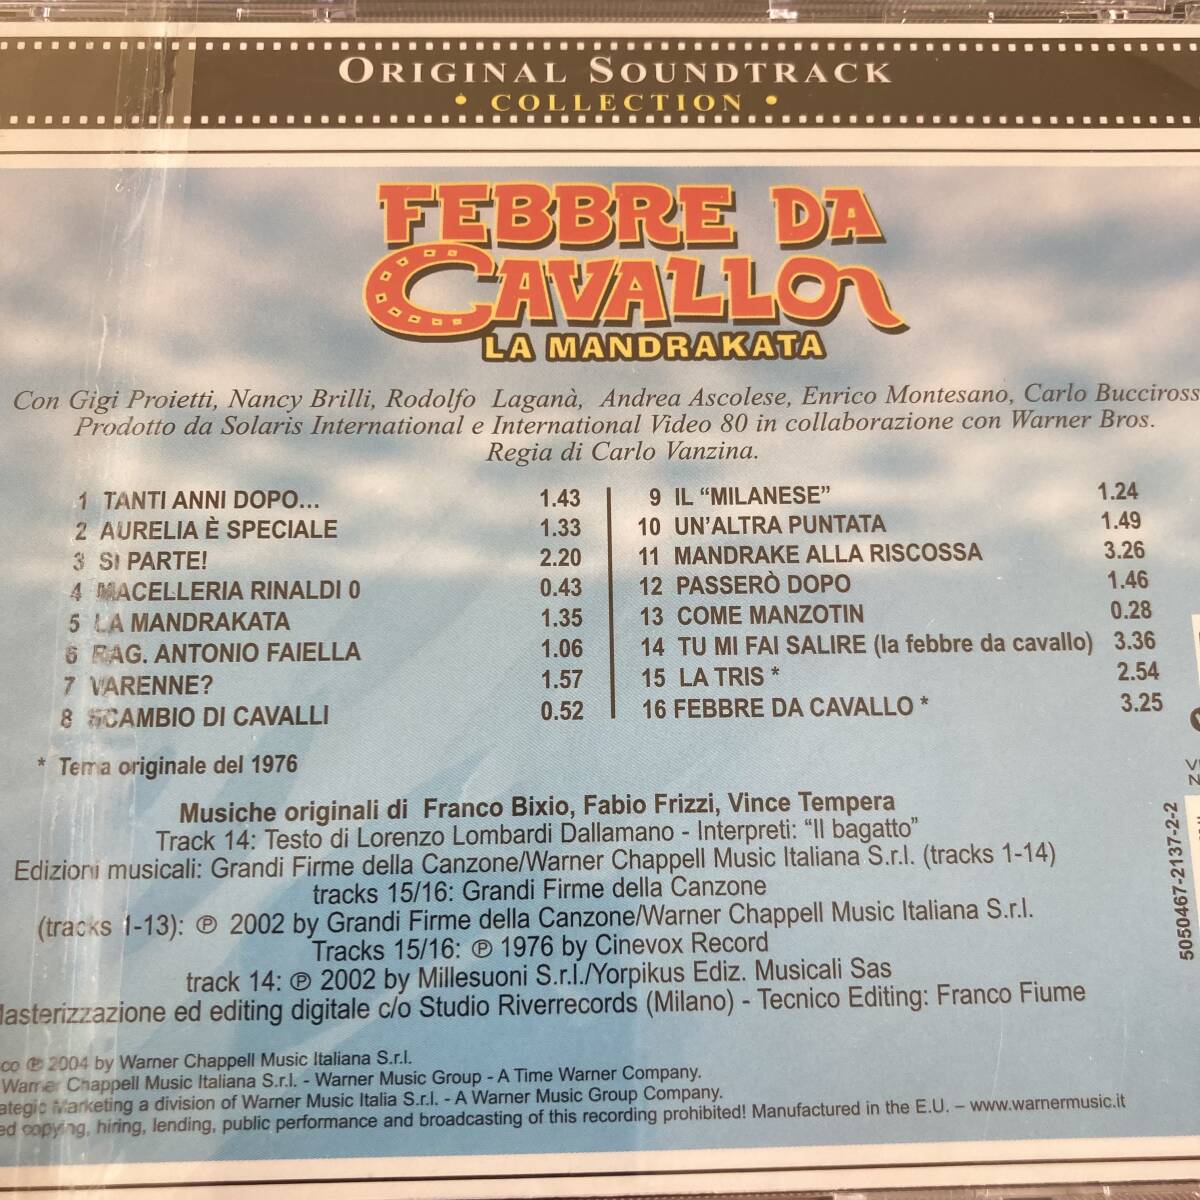 ORIGINAL SOUNDTRACK
• COLLECTION •
FEBBRE DA
CAVALLO
LA MANDRAKATA
Con Gigi Proietti, Nancy Brilli, Rodolfo Laganà, Andrea Ascolese, Enrico Montesano, Carlo Bucciross
Prodotto da Solaris International e International Video 80 in collaborazione con Warner Bros.
Regia di Carlo Vanzina.
1 TANTI ANNI DOPO... 1.43
2 AURELIA È SPECIALE 1.33
3 SI PARTE! 2.20
4 MACELLERIA RINALDI 0 0.43
5 LA MANDRAKATA 1.35
6 RAG. ANTONIO FAIELLA 1.06
7 VARENNE? 1.57
8 SCAMBIO DI CAVALLI 0.52
9 IL “MILANESE” 1.24
10 UN'ALTRA PUNTATA 1.49
11 MANDRAKE ALLA RISCOSSA 3.26
12 PASSERÒ DOPO 1.46
13 COME MANZOTIN 0.28
14 TU MI FAI SALIRE (la febbre da cavallo) 3.36
15 LA TRIS * 2.54
16 FEBBRE DA CAVALLO * 3.25
* Tema originale del 1976
Musiche originali di Franco Bixio, Fabio Frizzi, Vince Tempera
Track 14: Testo di Lorenzo Lombardi Dallamano - Interpreti: “Il bagatto”
Edizioni musicali: Grandi Firme della Canzone/Warner Chappell Music Italiana S.r.l. (tracks 1-14)
tracks 15/16: Grandi Firme della Canzone
(tracks 1-13): ℗ 2002 by Grandi Firme della Canzone/Warner Chappell Music Italiana S.r.l.
Tracks 15/16: ℗ 1976 by Cinevox Record
track 14: ℗ 2002 by Millesuoni S.r.l./Yorpikus Ediz. Musicali Sas
Masterizzazione ed editing digitale c/o Studio Riverrecords (Milano) - Tecnico Editing: Franco Fiume
co ℗ 2004 by Warner Chappell Music Italiana S.r.l.
Warner Chappell Music Italiana S.r.l. - Warner Music Group - A Time Warner Company.
ategic Marketing a division of Warner Music Italia S.r.l. - A Warner Music Group Company.
ed copying, hiring, lending, public performance and broadcasting of this recording prohibited! Manufactured in the E.U. – www.warnermusic.it
5050467-2137-2-2